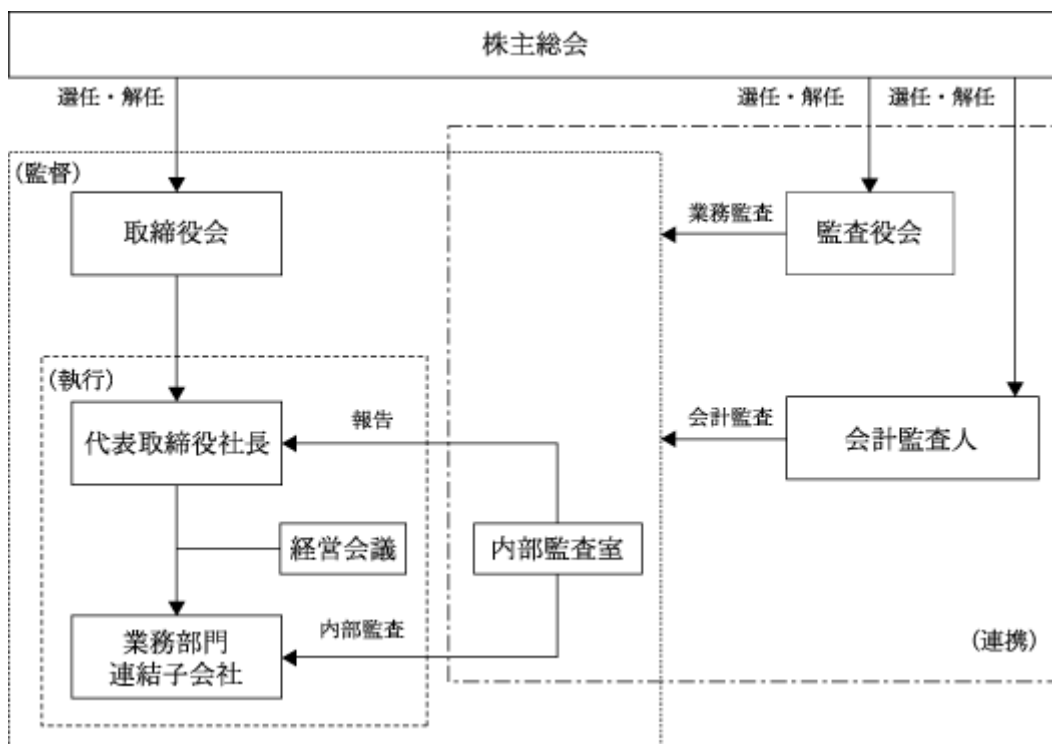 株主総会
選任・解任
選任・解任
選任・解任
(監督)
取締役会
業務監査
監査役会
(執行)
代表取締役社長
報告
会計監査
会計監査人
経営会議
内部監査室
業務部門
連結子会社
内部監査
(連携)